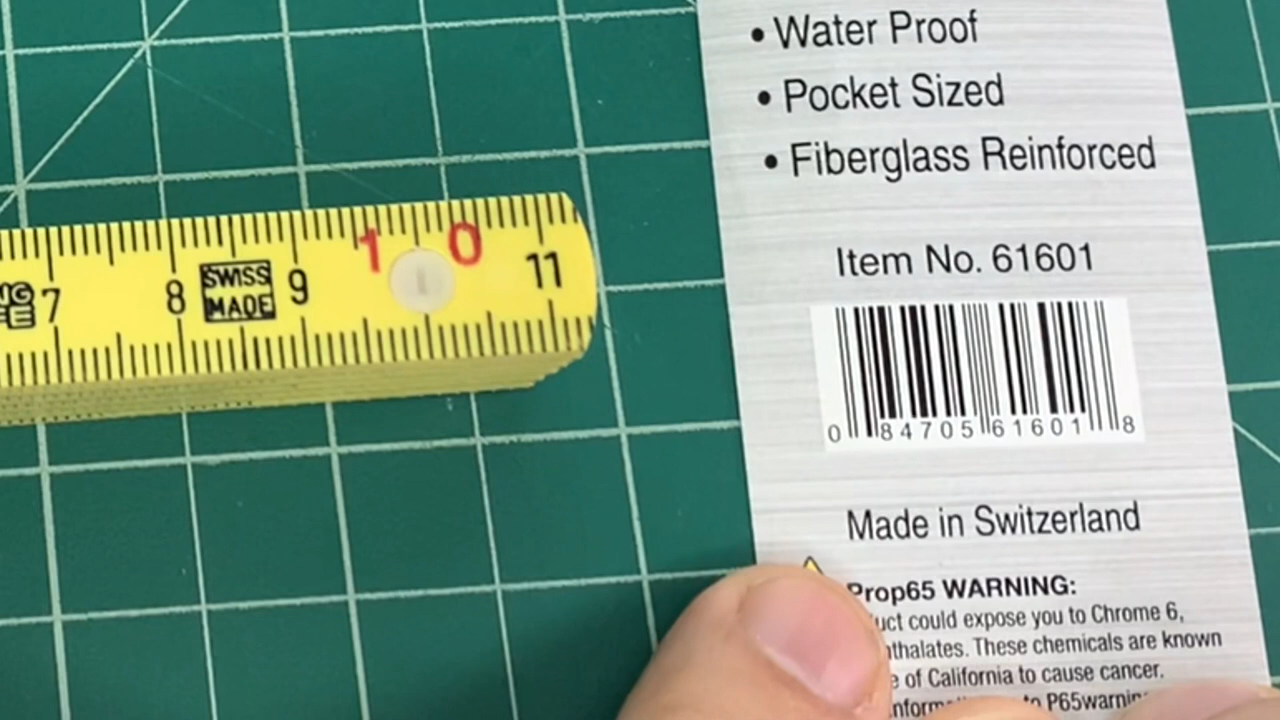 • Water Proof
• Pocket Sized
• Fiberglass Reinforced
Item No. 61601
0 84705 61601 8
Made in Switzerland
Prop65 WARNING:
could expose you to Chrome 6,
These chemicals are known
of California to cause cancer.
to
7 8 SWISS MADE 9 10 11